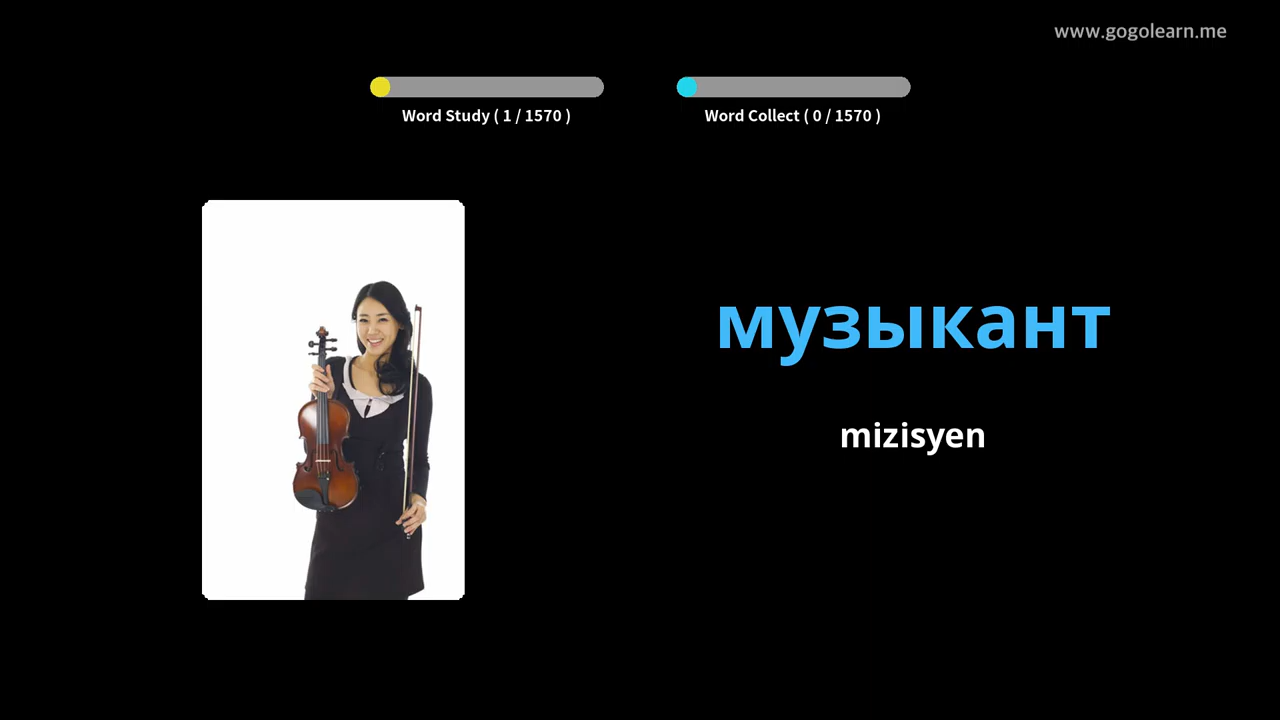 www.gogolearn.me
Word Study ( 1 / 1570 )
Word Collect ( 0 / 1570 )
музыкант
mizisyen